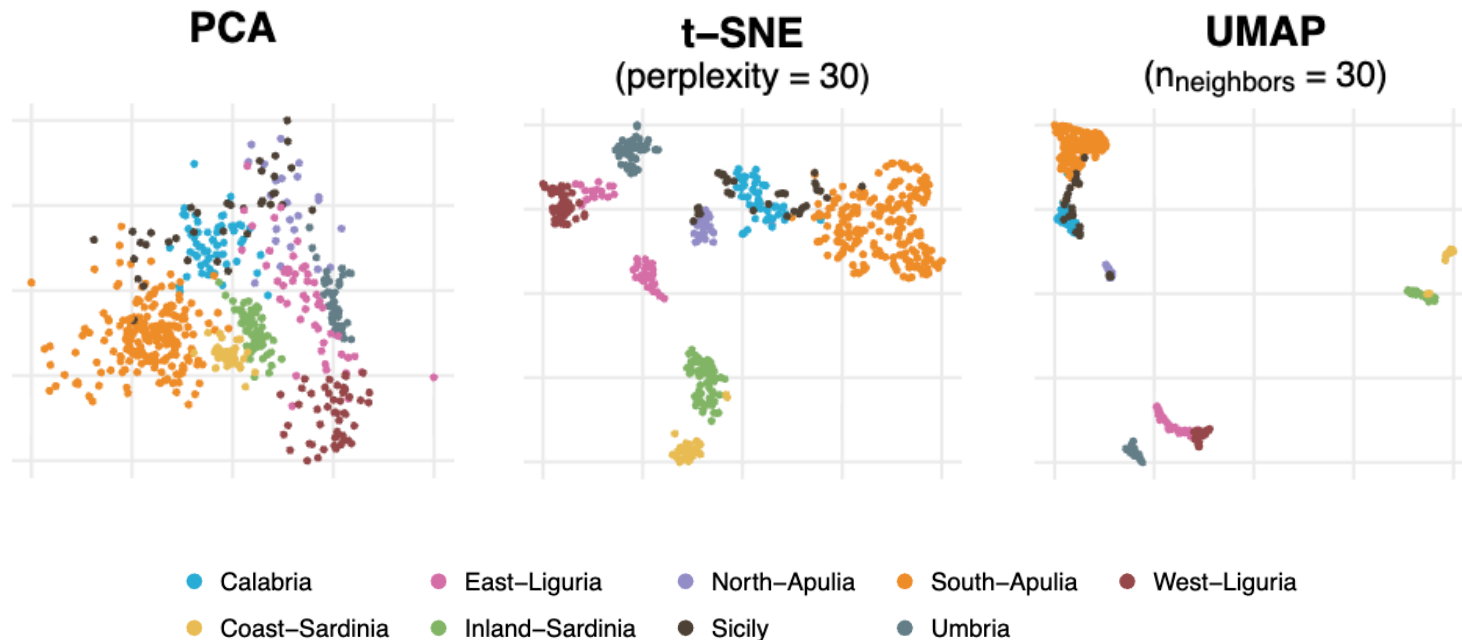 PCA
t–SNE
(perplexity = 30)
UMAP
(nneighbors = 30)
Calabria
East–Liguria
North–Apulia
South–Apulia
West–Liguria
Coast–Sardinia
Inland–Sardinia
Sicily
Umbria